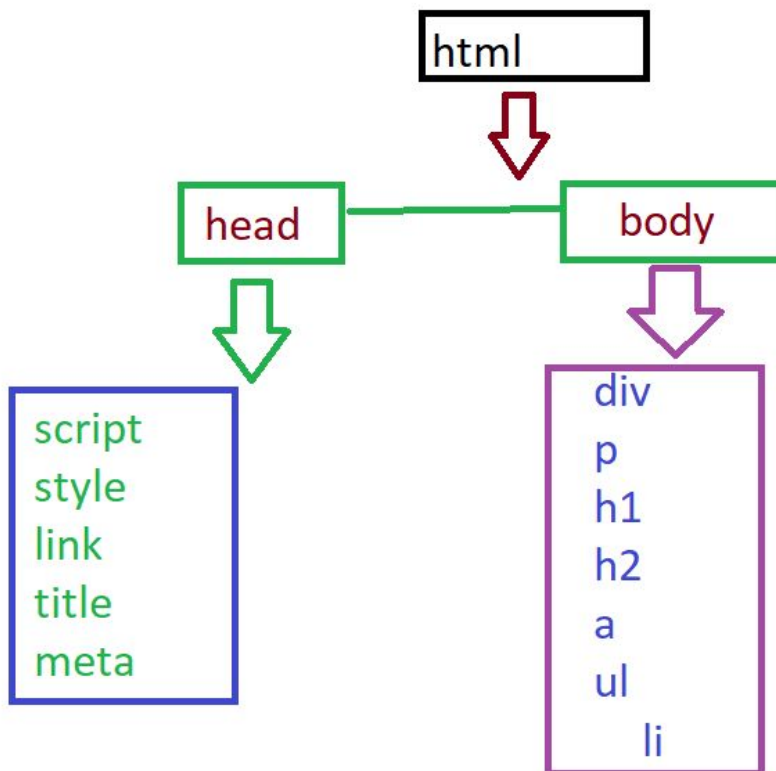 html
head
body
script
style
link
title
meta
div
p
h1
h2
a
ul
li